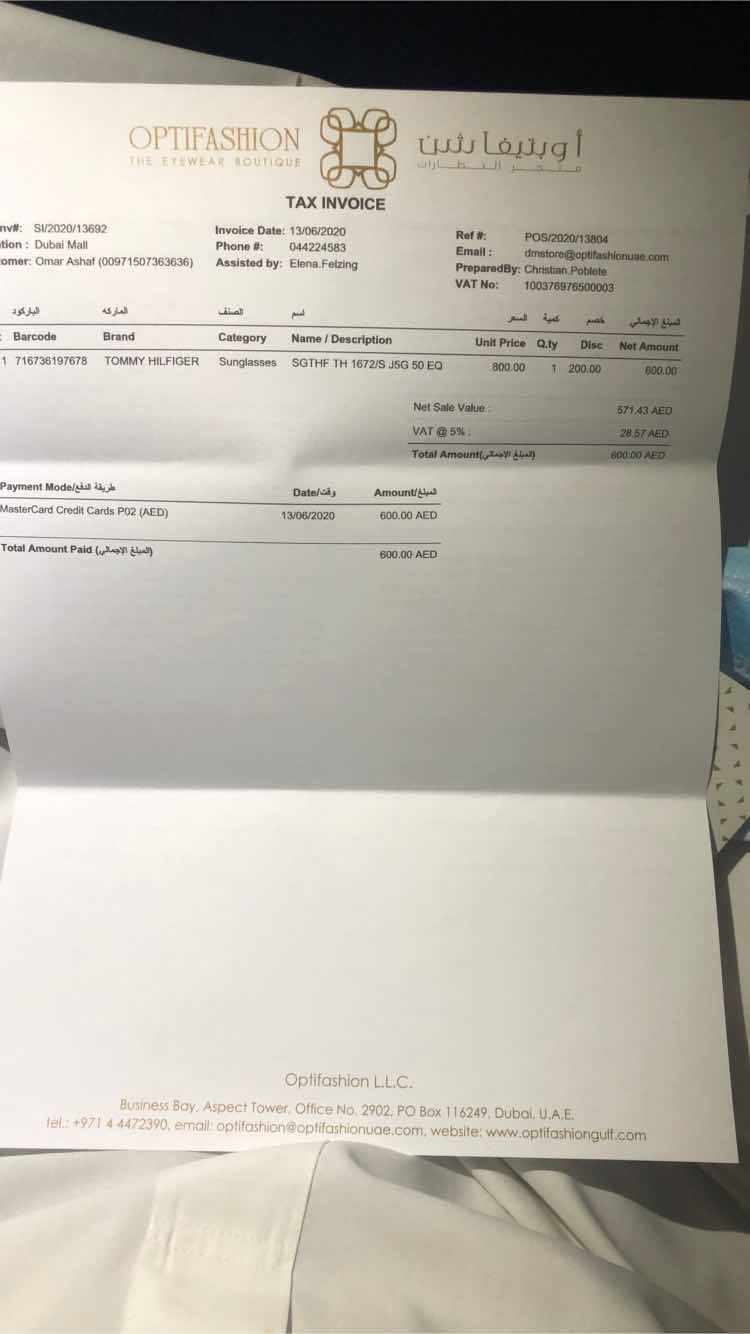 OPTIFASHION
THE EYEWEAR BOUTIQUE
أوبتيفاشن
متجر النظارات
TAX INVOICE
nv#: SI/2020/13692 Invoice Date: 13/06/2020 Ref #: POS/2020/13804
ation : Dubai Mall Phone #: 044224583 Email : dmstore@optifashionuae.com
omer: Omar Ashaf (00971507363636) Assisted by: Elena.Felzing PreparedBy: Christian.Poblete
VAT No: 100376976500003
الباركود الماركه الصنف اسم السعر كمية خصم المبلغ الإجمالي
: Barcode Brand Category Name / Description Unit Price Q.ty Disc Net Amount
1 716736197678 TOMMY HILFIGER Sunglasses SGTHF TH 1672/S J5G 50 EQ 800.00 1 200.00 600.00
Net Sale Value : 571.43 AED
VAT @ 5% : 28.57 AED
Total Amount(المبلغ الإجمالي) 600.00 AED
Payment Mode/طريقة الدفع Date/وقت Amount/المبلغ
MasterCard Credit Cards P02 (AED) 13/06/2020 600.00 AED
Total Amount Paid (المبلغ الإجمالي) 600.00 AED
Optifashion L.L.C.
Business Bay, Aspect Tower, Office No. 2902, PO Box 116249, Dubai, U.A.E.
tel.: +971 4 4472390, email: optifashion@optifashionuae.com, website: www.optifashiongulf.com